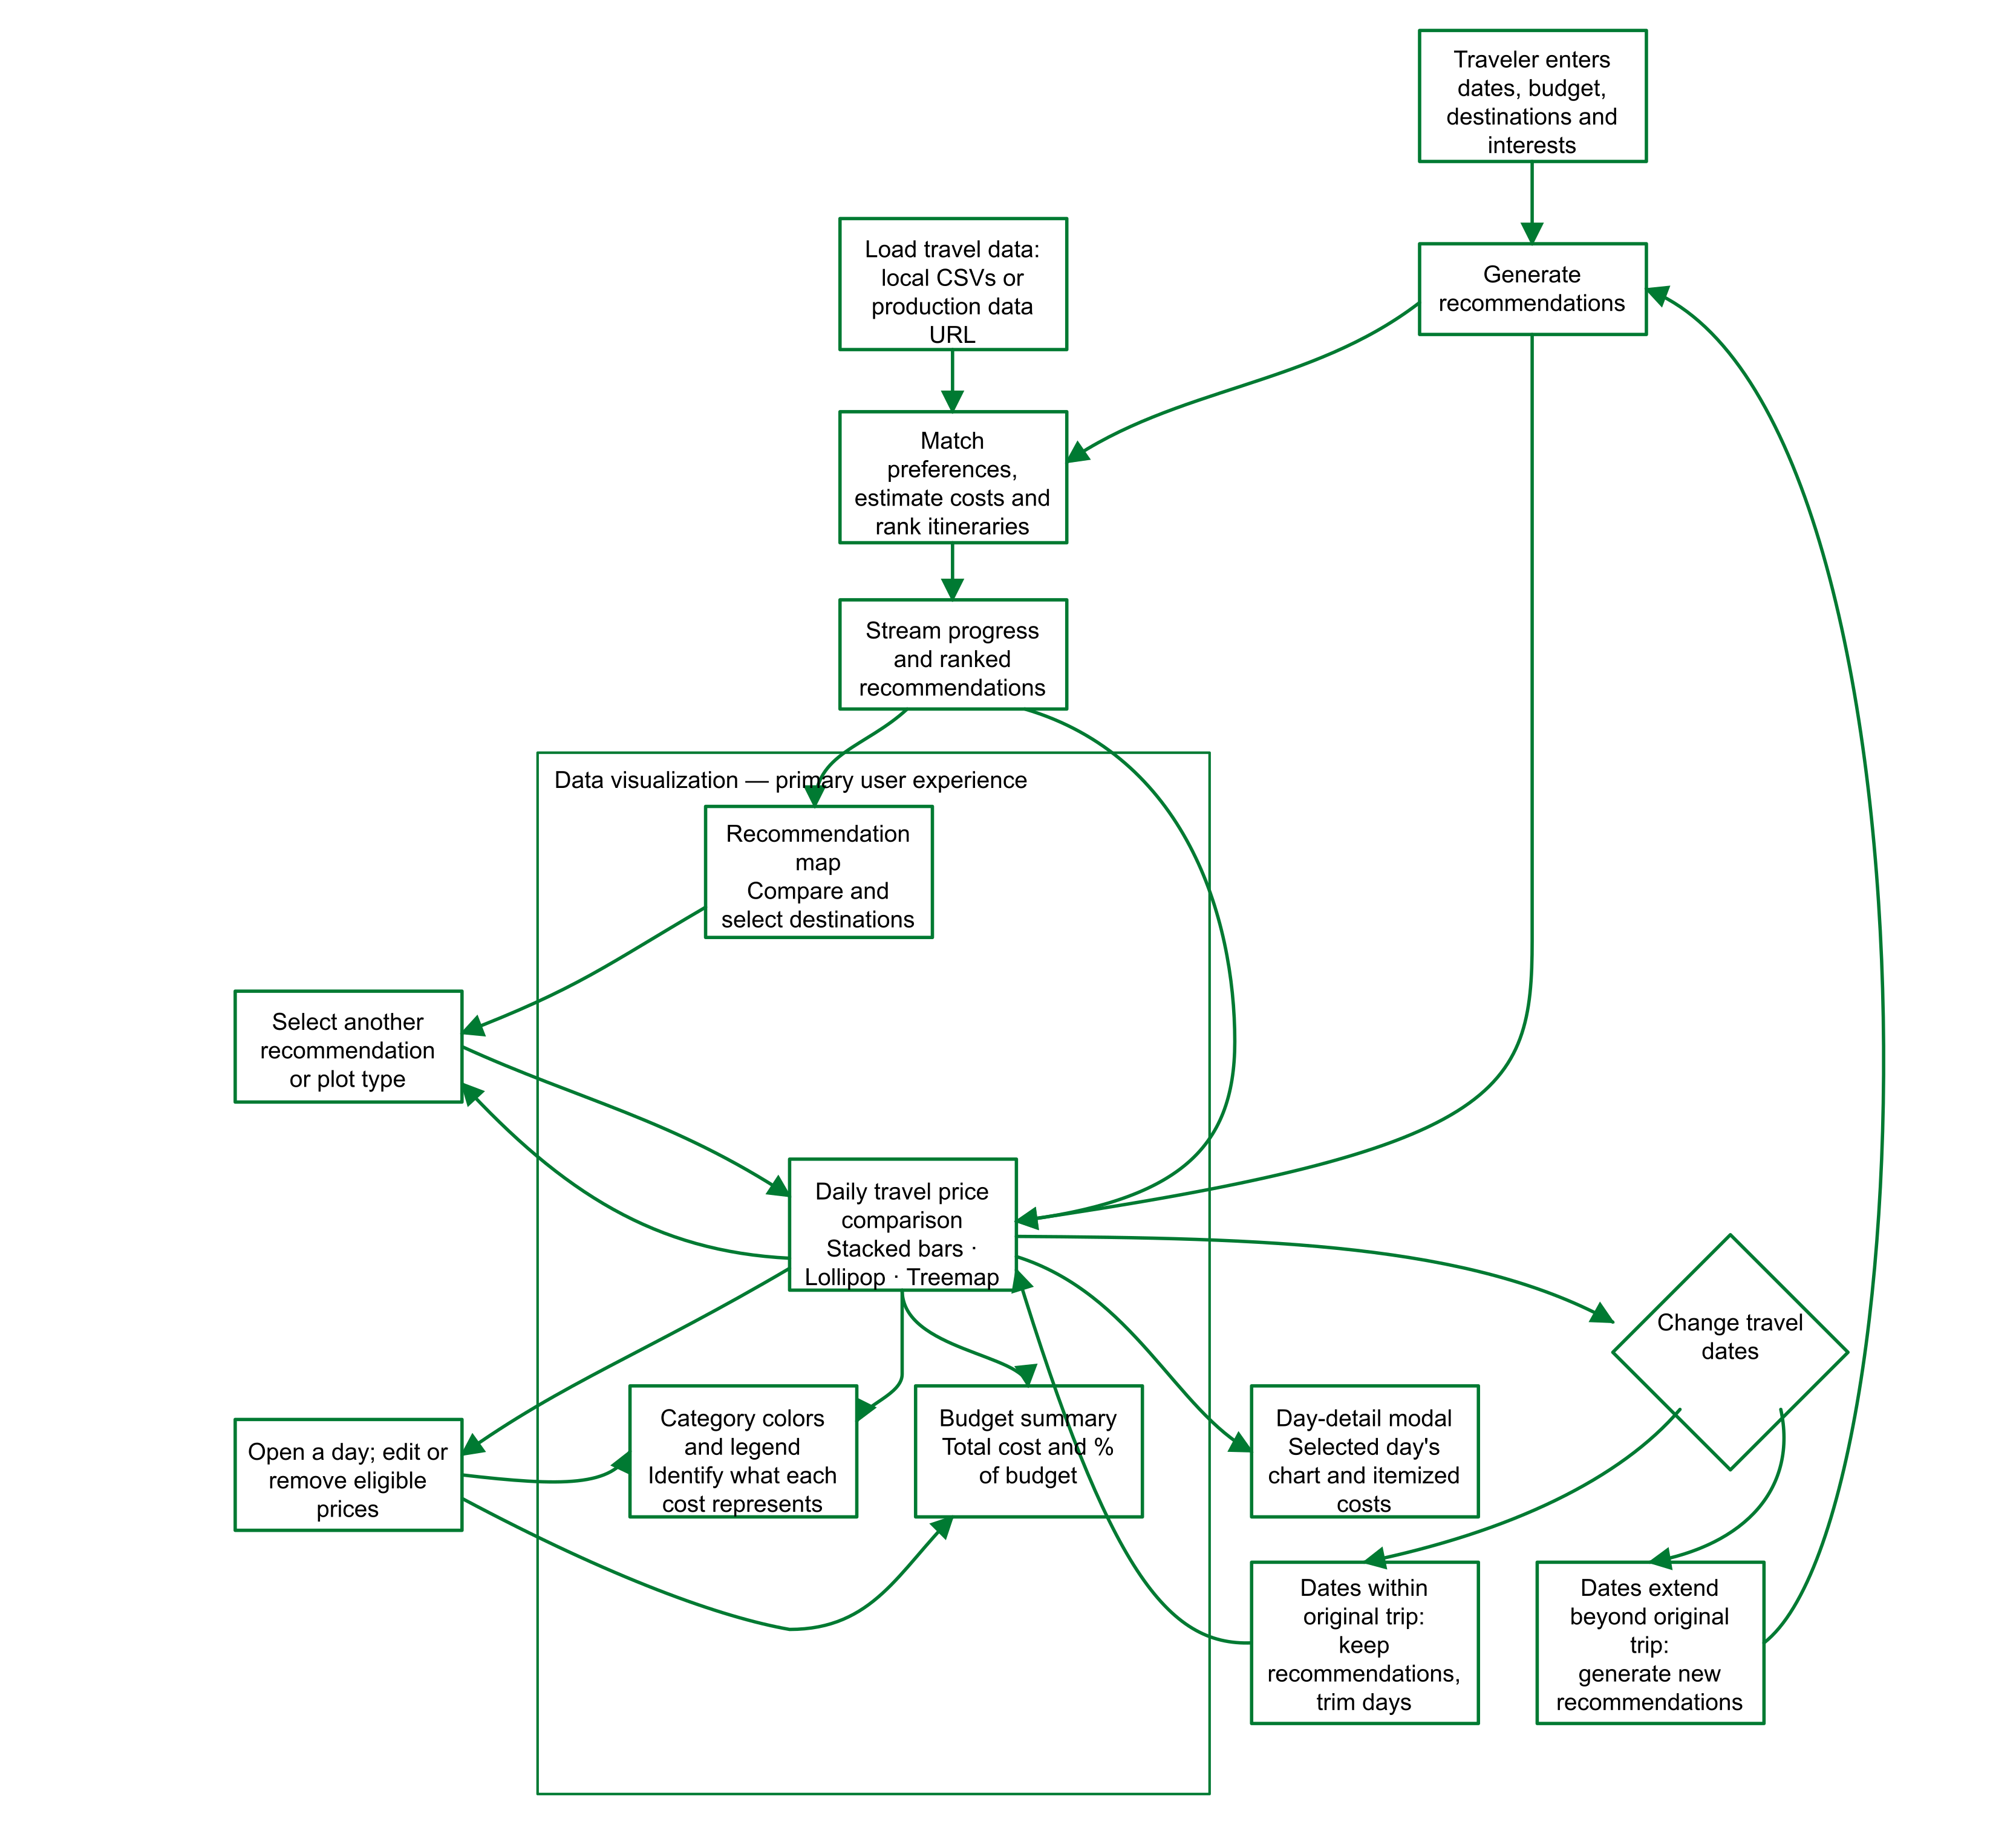 Traveler enters
dates, budget,
destinations and
interests
Load travel data:
local CSVs or
production data
URL
Generate
recommendations
Match
preferences,
estimate costs and
rank itineraries
Stream progress
and ranked
recommendations
Data visualization — primary user experience
Recommendation
map
Compare and
select destinations
Select another
recommendation
or plot type
Daily travel price
comparison
Stacked bars ·
Lollipop · Treemap
Change travel
dates
Open a day; edit or
remove eligible
prices
Category colors
and legend
Identify what each
cost represents
Budget summary
Total cost and %
of budget
Day-detail modal
Selected day's
chart and itemized
costs
Dates within
original trip:
keep
recommendations,
trim days
Dates extend
beyond original
trip:
generate new
recommendations